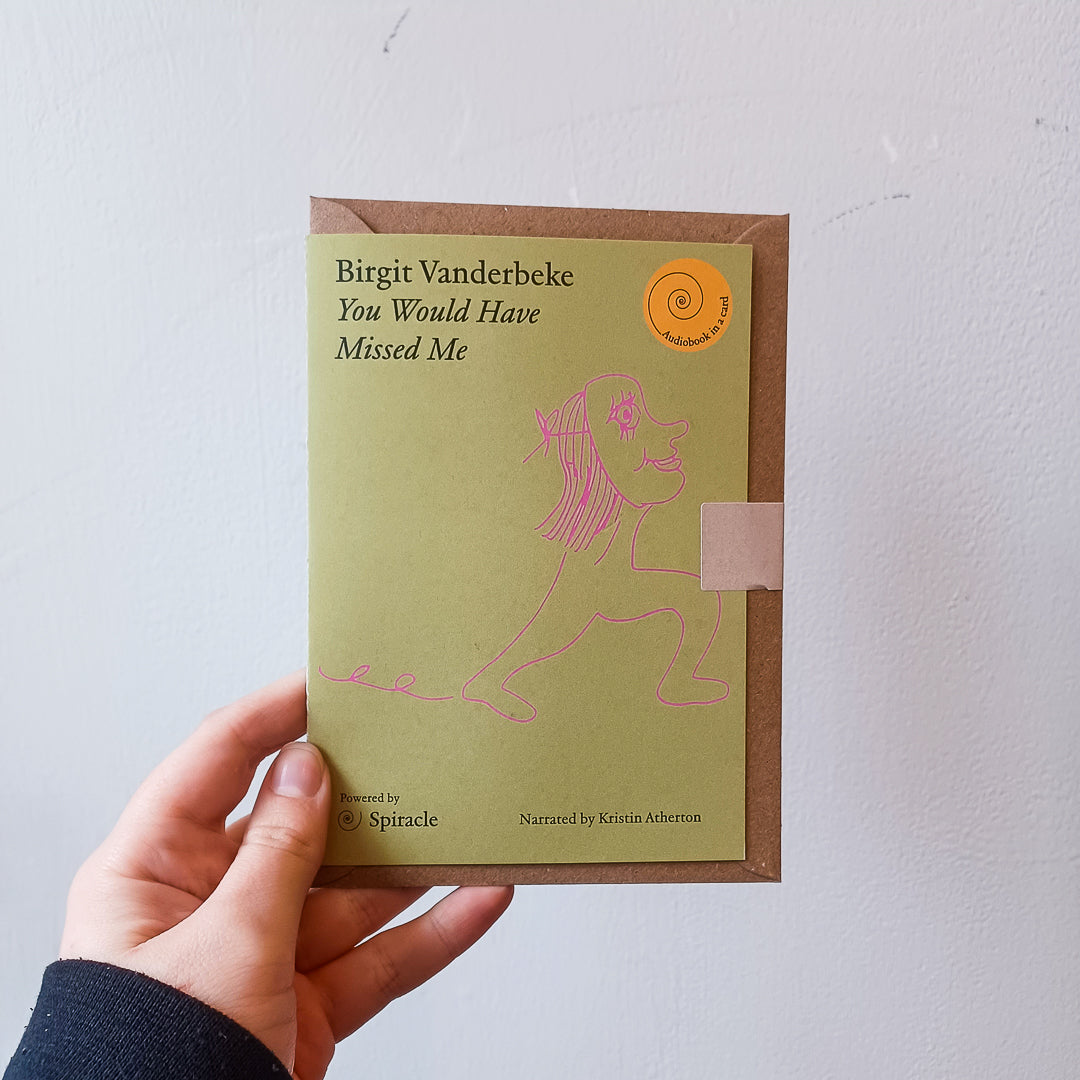 Birgit Vanderbeke
You Would Have
Missed Me
Audiobook in a card
Powered by
Spiracle
Narrated by Kristin Atherton